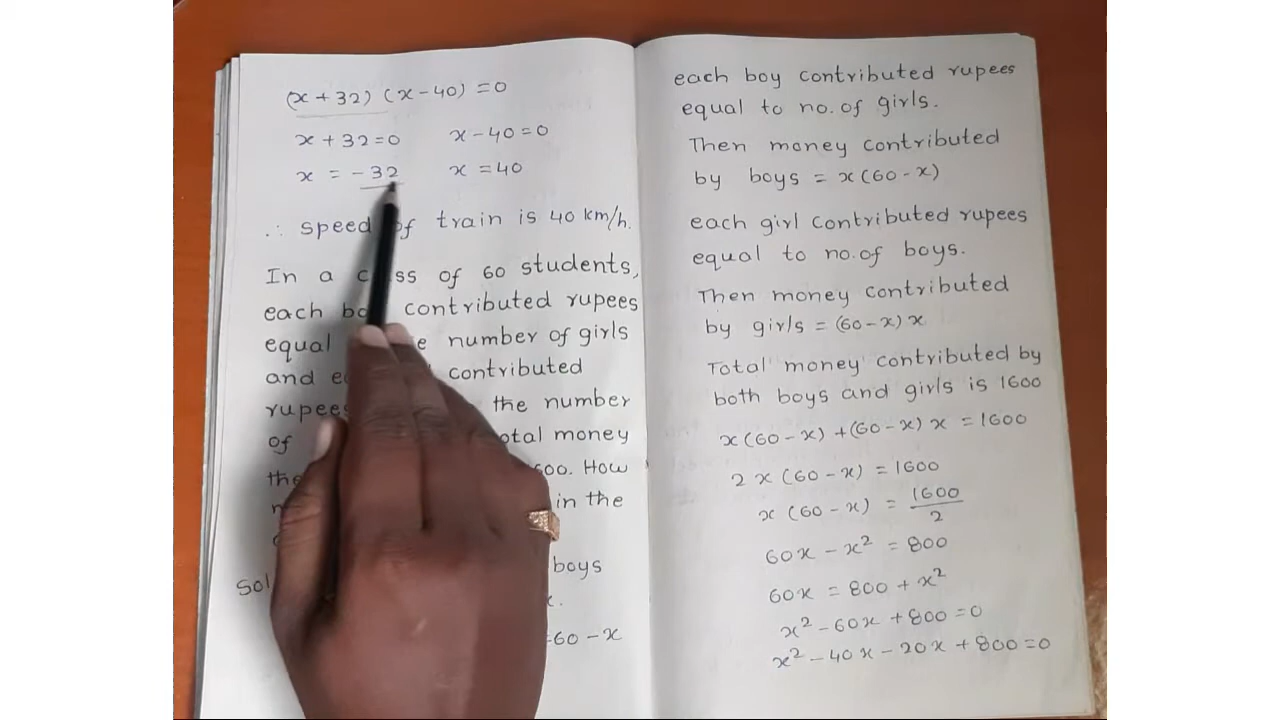 (x + 32) (x - 40) = 0
x + 32 = 0 x - 40 = 0
x = - 32 x = 40
∴ speed of train is 40 km/h.
In a class of 60 students,
each boy contributed rupees
equal number of girls
and contributed
rupees the number
of total money
the 1600. How
in the
Sol boys
x.
= 60 - x
each boy contributed rupees
equal to no. of girls.
Then money contributed
by boys = x(60 - x)
each girl contributed rupees
equal to no. of boys.
Then money contributed
by girls = (60 - x) x
Total money contributed by
both boys and girls is 1600
x(60 - x) + (60 - x) x = 1600
2x (60 - x) = 1600
x (60 - x) = 1600/2
60x - x² = 800
60x = 800 + x²
x² - 60x + 800 = 0
x² - 40x - 20x + 800 = 0